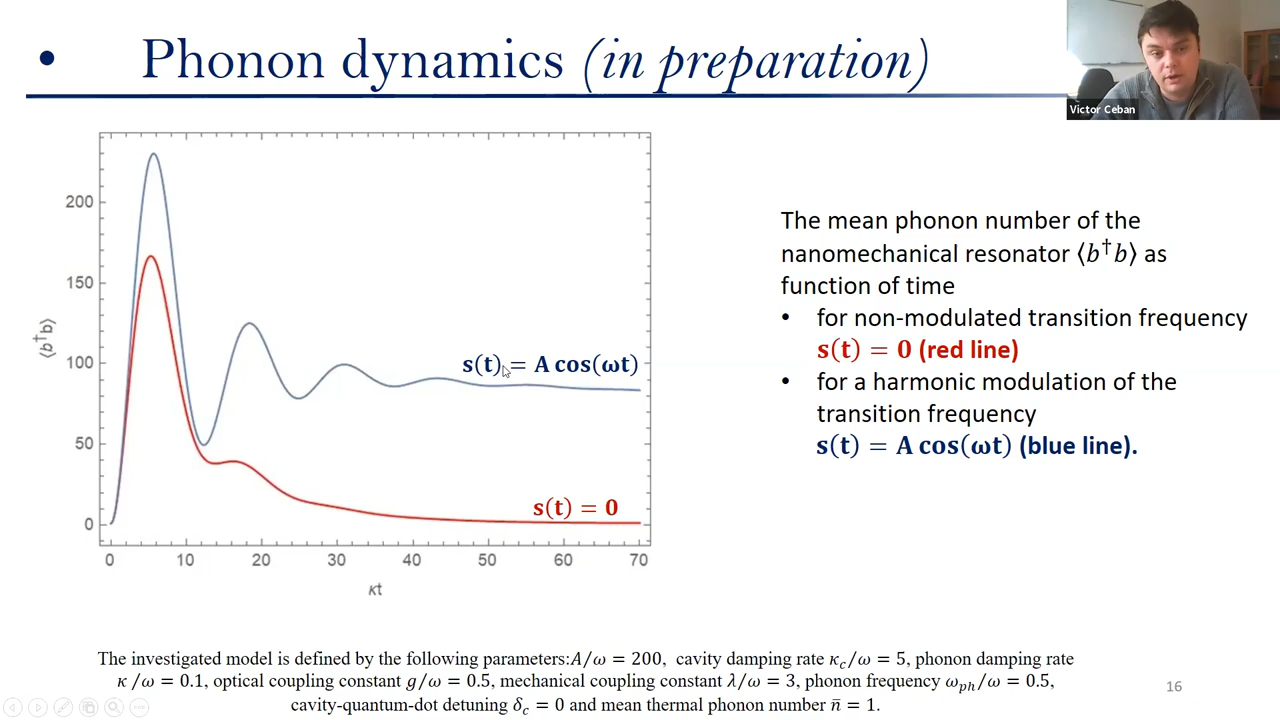 • Phonon dynamics (in preparation)
Victor Ceban
200
150
100
50
0
⟨b†b⟩
0 10 20 30 40 50 60 70
κt
s(t) = A cos(ωt)
s(t) = 0
The mean phonon number of the
nanomechanical resonator ⟨b†b⟩ as
function of time
• for non-modulated transition frequency
s(t) = 0 (red line)
• for a harmonic modulation of the
transition frequency
s(t) = A cos(ωt) (blue line).
The investigated model is defined by the following parameters:A/ω = 200, cavity damping rate κc/ω = 5, phonon damping rate
κ /ω = 0.1, optical coupling constant g/ω = 0.5, mechanical coupling constant λ/ω = 3, phonon frequency ωph/ω = 0.5,
cavity-quantum-dot detuning δc = 0 and mean thermal phonon number n̄ = 1.
16